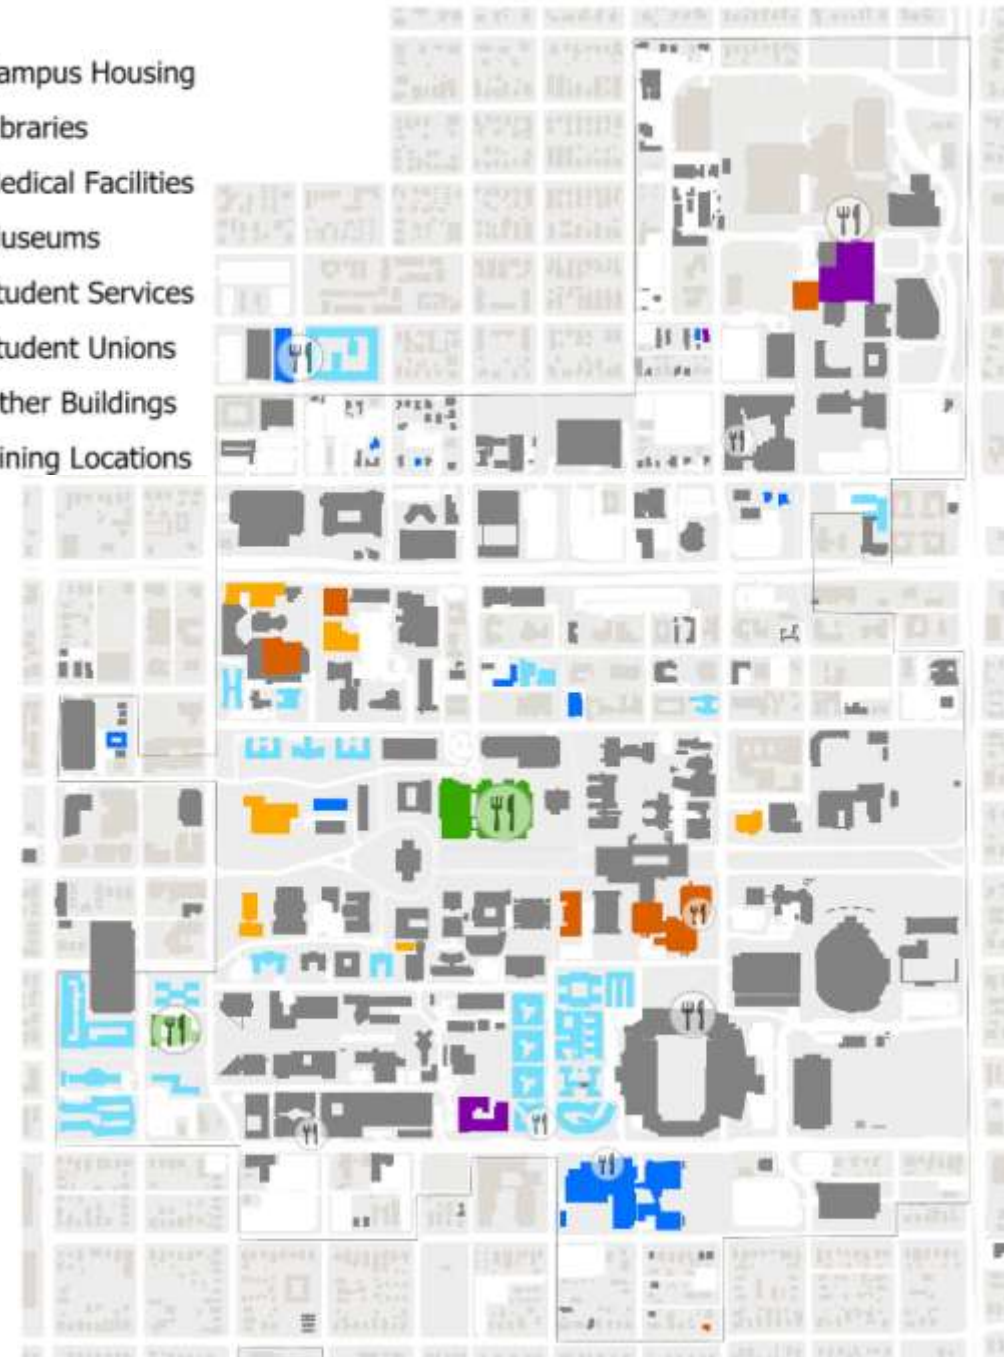 ampus Housing
braries
edical Facilities
useums
tudent Services
tudent Unions
ther Buildings
ining Locations